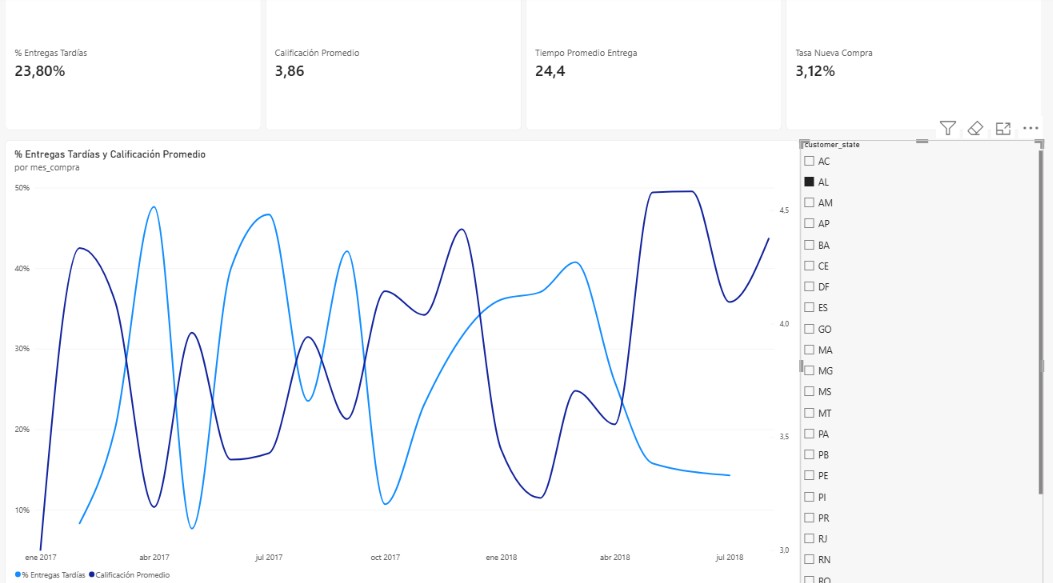 % Entregas Tardías
23,80%
Calificación Promedio
3,86
Tiempo Promedio Entrega
24,4
Tasa Nueva Compra
3,12%
% Entregas Tardías y Calificación Promedio
por mes_compra
50%
40%
30%
20%
10%
4,5
4,0
3,5
3,0
ene 2017
abr 2017
jul 2017
oct 2017
ene 2018
abr 2018
jul 2018
% Entregas Tardías
Calificación Promedio
customer_state
AC
AL
AM
AP
BA
CE
DF
ES
GO
MA
MG
MS
MT
PA
PB
PE
PI
PR
RJ
RN
RO